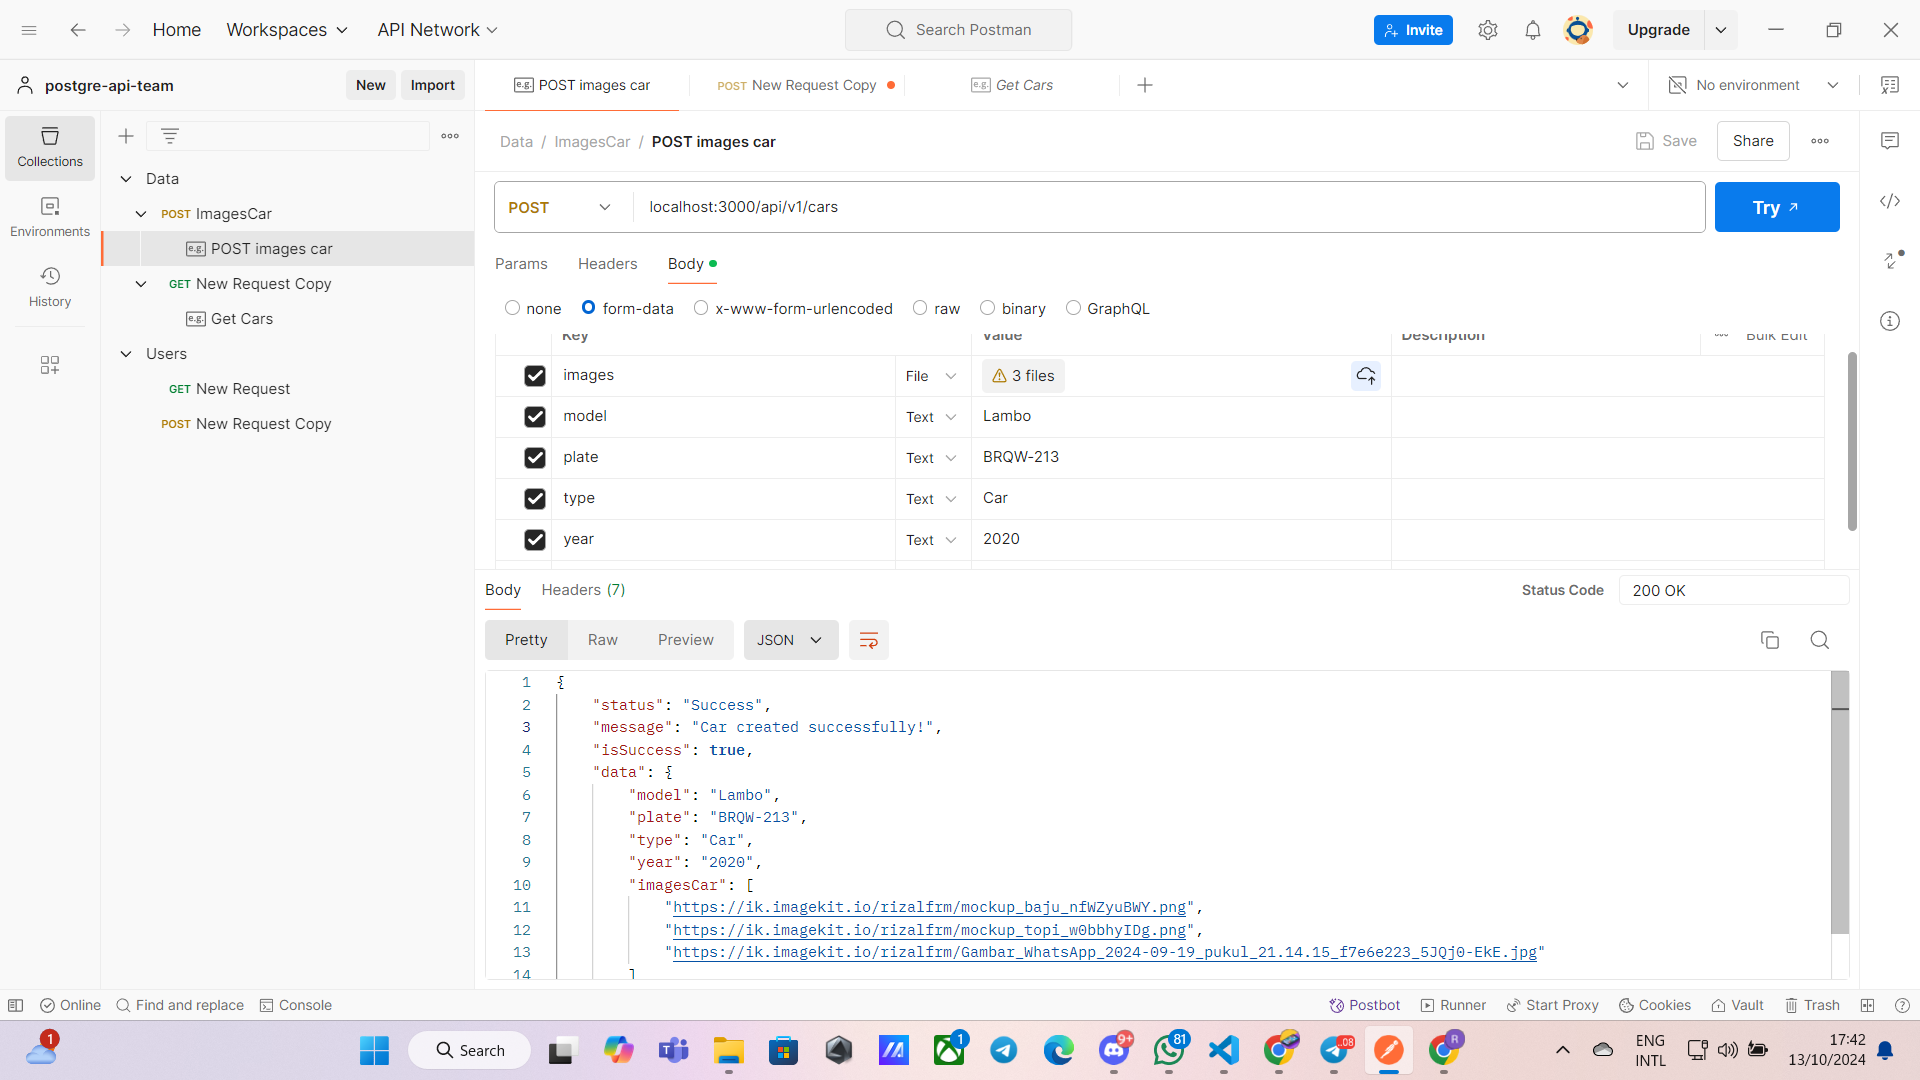 Home
Workspaces
API Network
Search Postman
Invite
Upgrade
postgre-api-team
New
Import
e.g. POST images car
POST New Request Copy
e.g. Get Cars
No environment
Collections
Environments
History
Data
POST ImagesCar
e.g. POST images car
GET New Request Copy
e.g. Get Cars
Users
GET New Request
POST New Request Copy
Data / ImagesCar / POST images car
Save
Share
POST
localhost:3000/api/v1/cars
Try
Params
Headers
Body
none
form-data
x-www-form-urlencoded
raw
binary
GraphQL
Key
Value
Description
Bulk Edit
images File 3 files
model Text Lambo
plate Text BRQW-213
type Text Car
year Text 2020
Body
Headers (7)
Status Code
200 OK
Pretty
Raw
Preview
JSON
1 {
2 "status": "Success",
3 "message": "Car created successfully!",
4 "isSuccess": true,
5 "data": {
6 "model": "Lambo",
7 "plate": "BRQW-213",
8 "type": "Car",
9 "year": "2020",
10 "imagesCar": [
11 "https://ik.imagekit.io/rizalfrm/mockup_baju_nfWZyuBWY.png",
12 "https://ik.imagekit.io/rizalfrm/mockup_topi_w0bbhyIDg.png",
13 "https://ik.imagekit.io/rizalfrm/Gambar_WhatsApp_2024-09-19_pukul_21.14.15_f7e6e223_5JQj0-EkE.jpg"
14 ]
Online
Find and replace
Console
Postbot
Runner
Start Proxy
Cookies
Vault
Trash
1
Search
1
9+
81
.08
R
ENG
INTL
17:42
13/10/2024